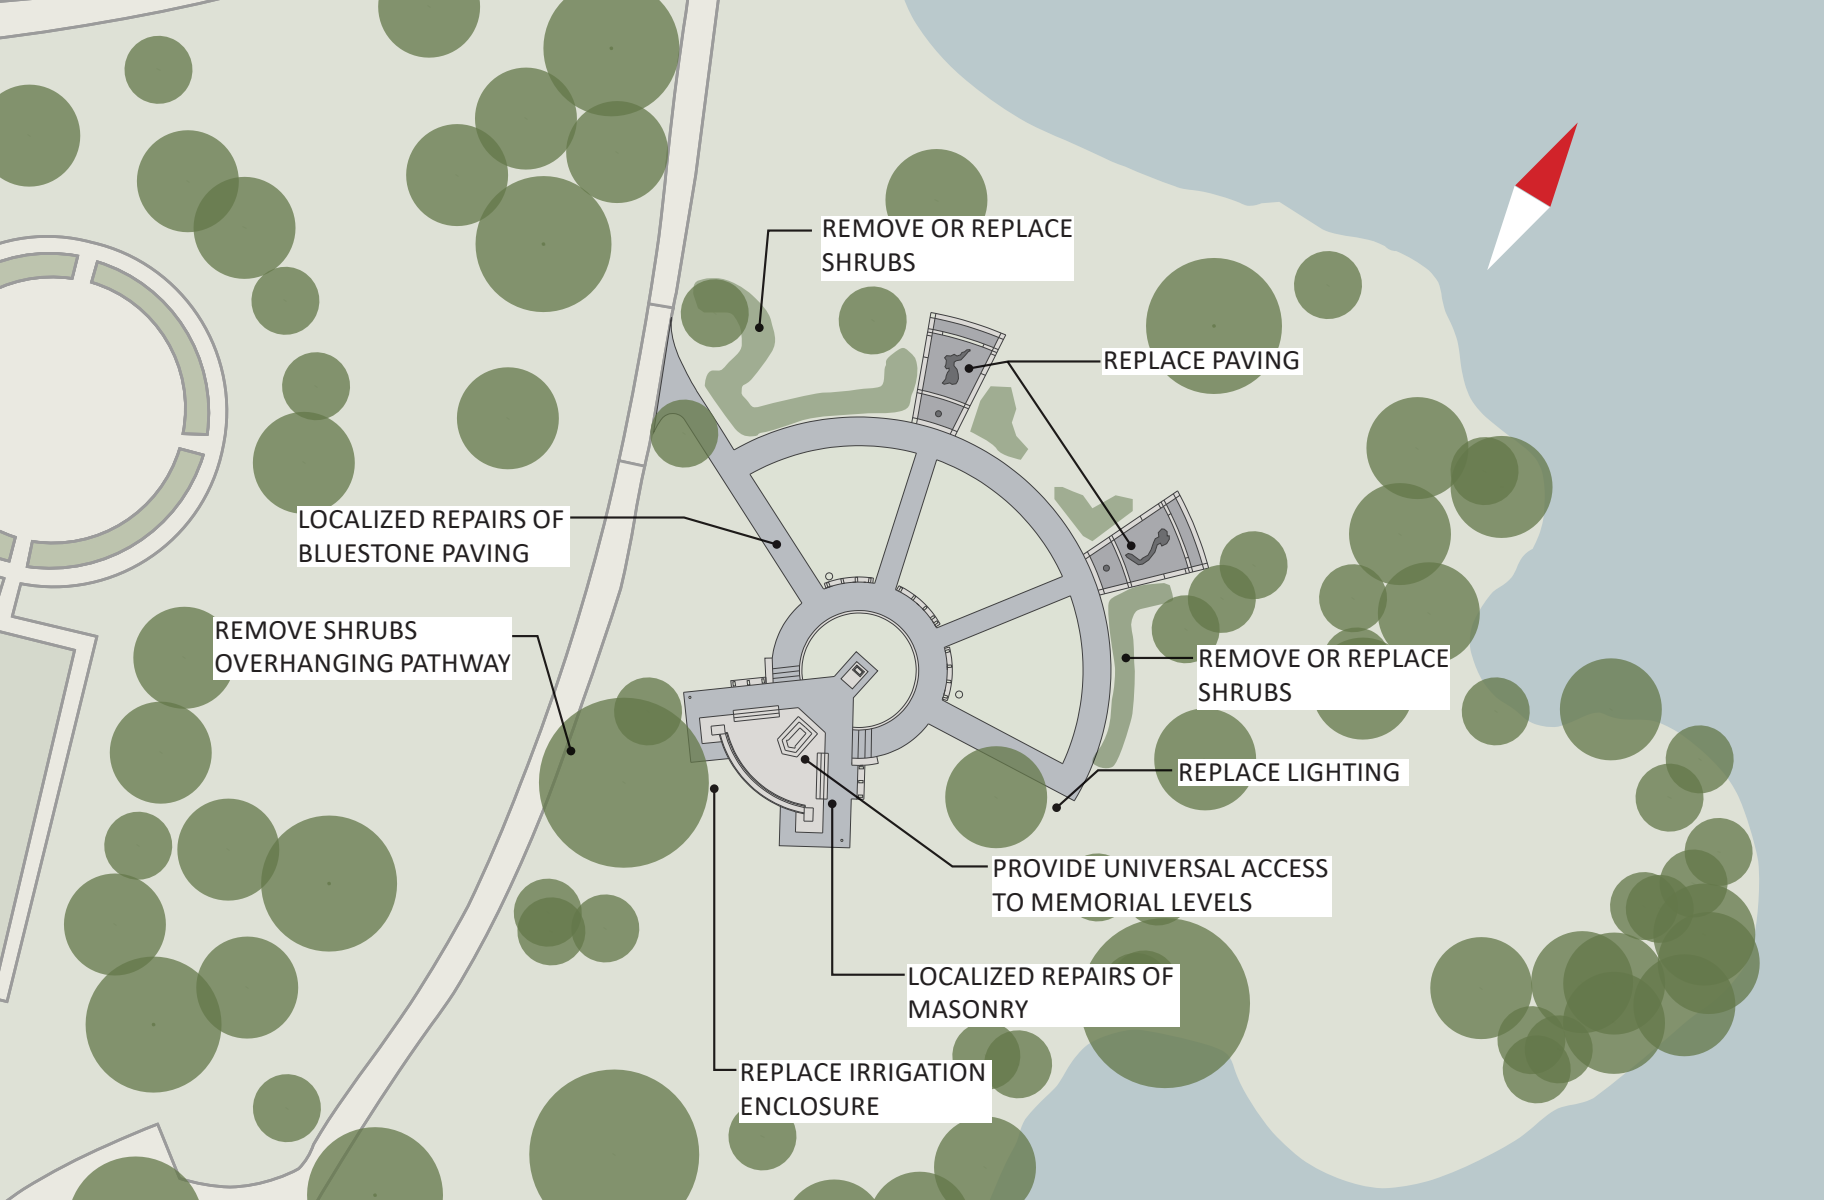 REMOVE OR REPLACE
SHRUBS
REPLACE PAVING
LOCALIZED REPAIRS OF
BLUESTONE PAVING
REMOVE SHRUBS
OVERHANGING PATHWAY
REMOVE OR REPLACE
SHRUBS
REPLACE LIGHTING
PROVIDE UNIVERSAL ACCESS
TO MEMORIAL LEVELS
LOCALIZED REPAIRS OF
MASONRY
REPLACE IRRIGATION
ENCLOSURE